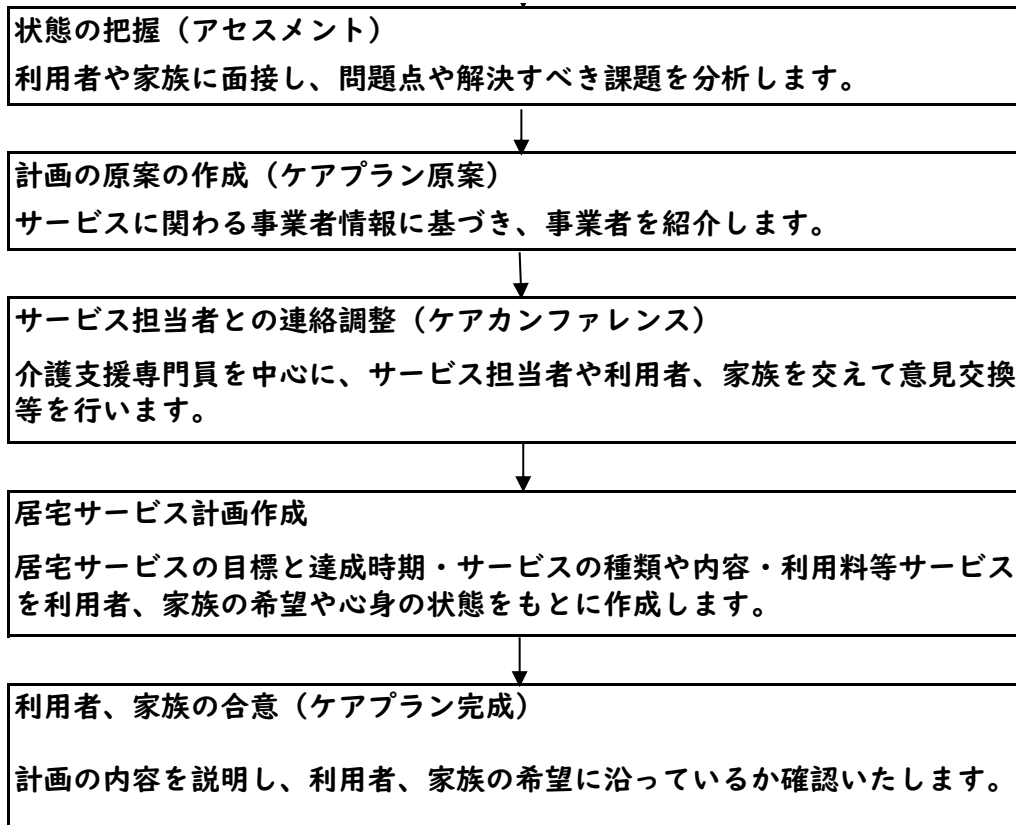 状態の把握（アセスメント）
利用者や家族に面接し、問題点や解決すべき課題を分析します。
計画の原案の作成（ケアプラン原案）
サービスに関わる事業者情報に基づき、事業者を紹介します。
サービス担当者との連絡調整（ケアカンファレンス）
介護支援専門員を中心に、サービス担当者や利用者、家族を交えて意見交換
等を行います。
居宅サービス計画作成
居宅サービスの目標と達成時期・サービスの種類や内容・利用料等サービス
を利用者、家族の希望や心身の状態をもとに作成します。
利用者、家族の合意（ケアプラン完成）
計画の内容を説明し、利用者、家族の希望に沿っているか確認いたします。